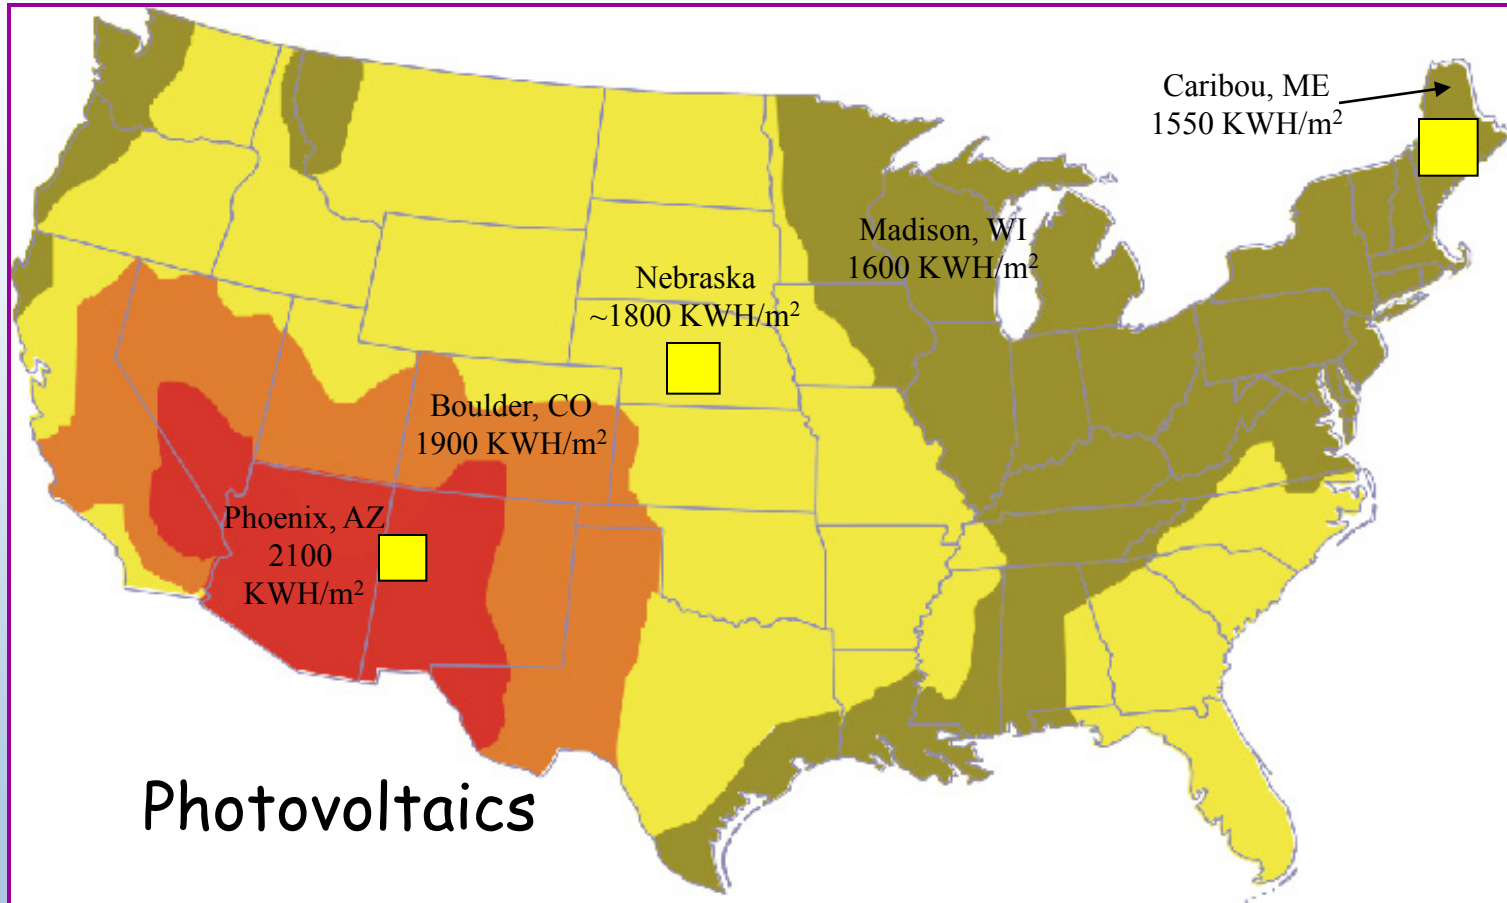 Caribou, ME
1550 KWH/m²
Madison, WI
1600 KWH/m²
Nebraska
~1800 KWH/m²
Boulder, CO
1900 KWH/m²
Phoenix, AZ
2100
KWH/m²
Photovoltaics